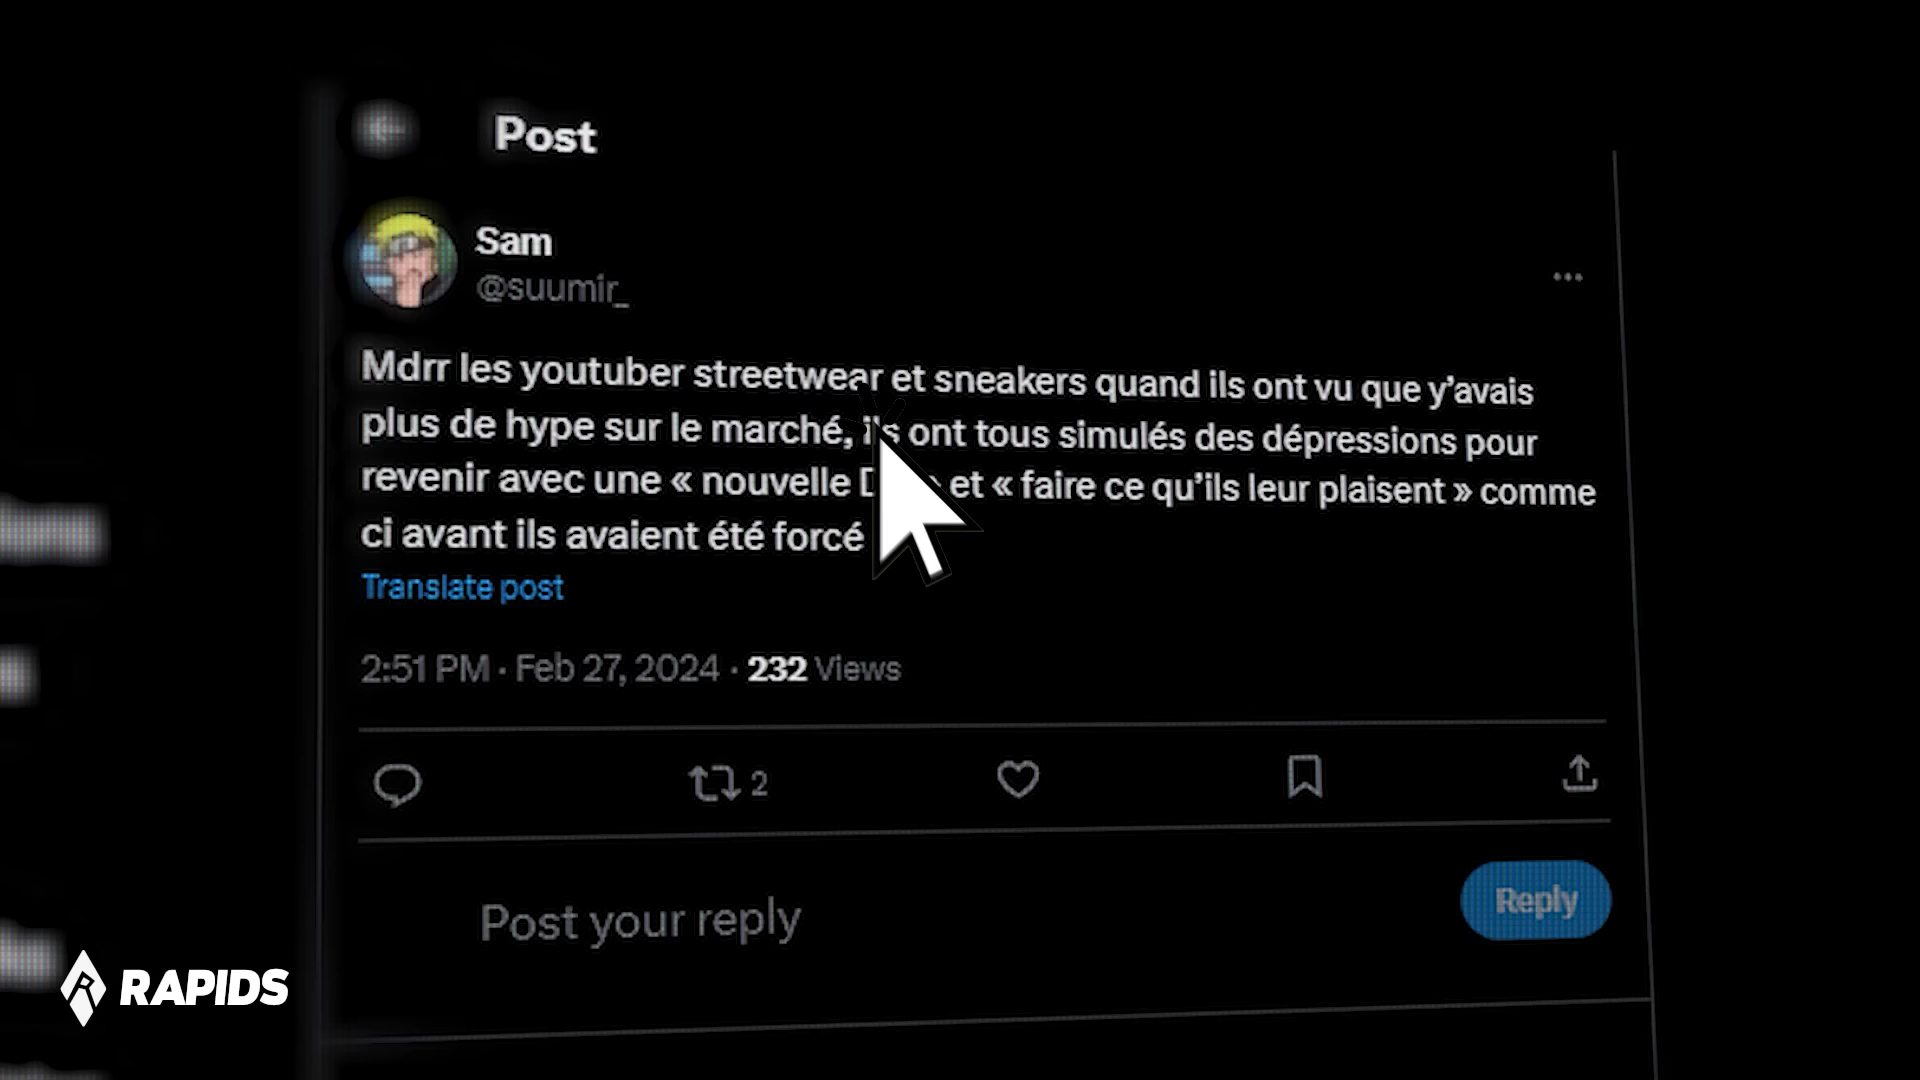 Post
Sam
@suumir_
Mdrr les youtuber streetwear et sneakers quand ils ont vu que y'avais
plus de hype sur le marché, ils ont tous simulés des dépressions pour
revenir avec une « nouvelle et « faire ce qu'ils leur plaisent » comme
ci avant ils avaient été forcé
Translate post
2:51 PM · Feb 27, 2024 · 232 Views
2
Post your reply
Reply
RAPIDS